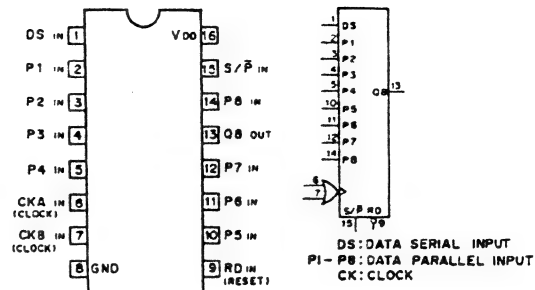 DS IN 1
P1 IN 2
P2 IN 3
P3 IN 4
P4 IN 5
CKA IN 6
(CLOCK)
CKB IN 7
(CLOCK)
8 GND
VDD 16
15 S/P̅ IN
14 P8 IN
13 Q8 OUT
12 P7 IN
11 P6 IN
10 P5 IN
9 RD IN
(RESET)
1 DS
2 P1
3 P2
4 P3
5 P4
10 P5
11 P6
12 P7
14 P8
Q8 13
6
7
S/P̅ RD
15 9
DS:DATA SERIAL INPUT
P1-P8:DATA PARALLEL INPUT
CK:CLOCK